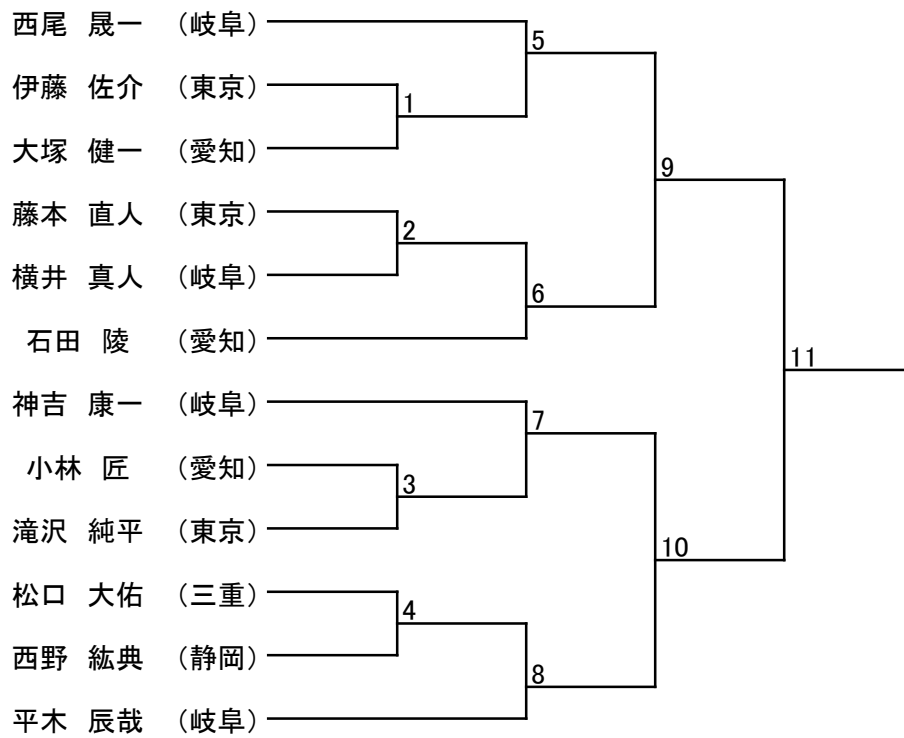 西尾 晟一 （岐阜）
5
伊藤 佐介 （東京）
1
大塚 健一 （愛知）
9
藤本 直人 （東京）
2
横井 真人 （岐阜）
6
石田 陵 （愛知）
11
神吉 康一 （岐阜）
7
小林 匠 （愛知）
3
滝沢 純平 （東京）
10
松口 大佑 （三重）
4
西野 紘典 （静岡）
8
平木 辰哉 （岐阜）